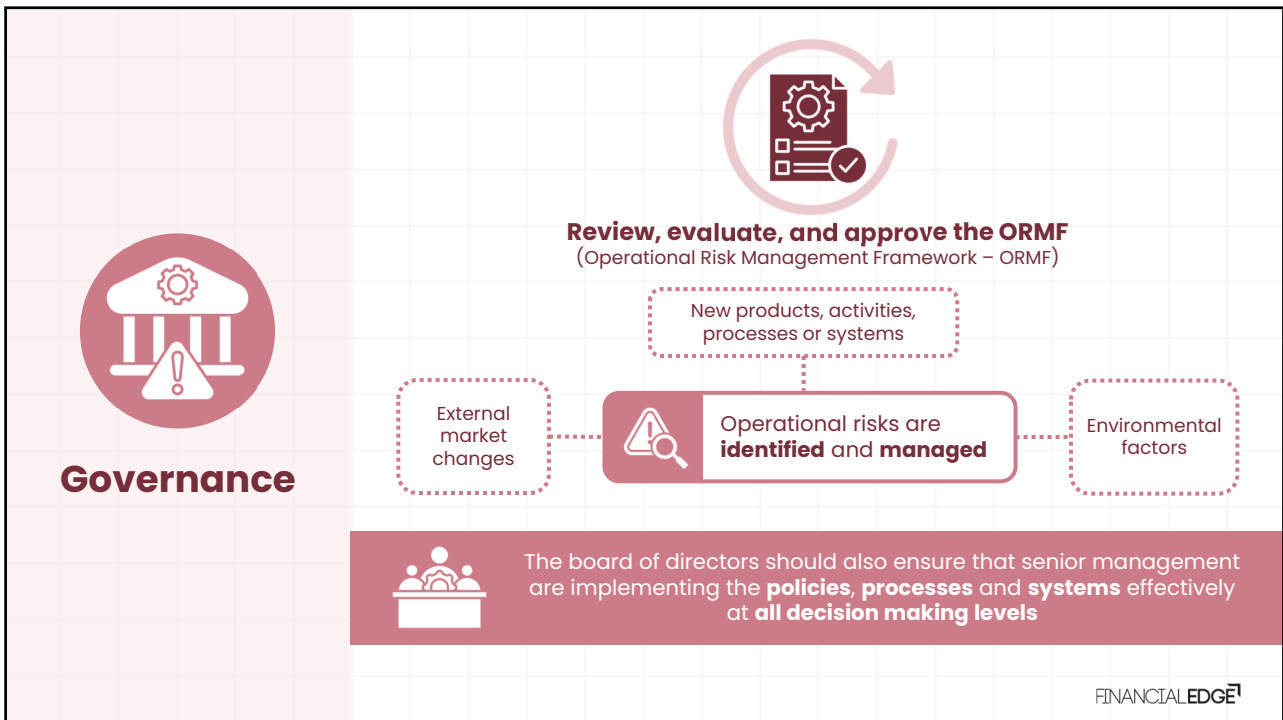 Governance
Review, evaluate, and approve the ORMF
(Operational Risk Management Framework – ORMF)
New products, activities,
processes or systems
External
market
changes
Operational risks are
identified and managed
Environmental
factors
The board of directors should also ensure that senior management
are implementing the policies, processes and systems effectively
at all decision making levels
FINANCIALEDGE